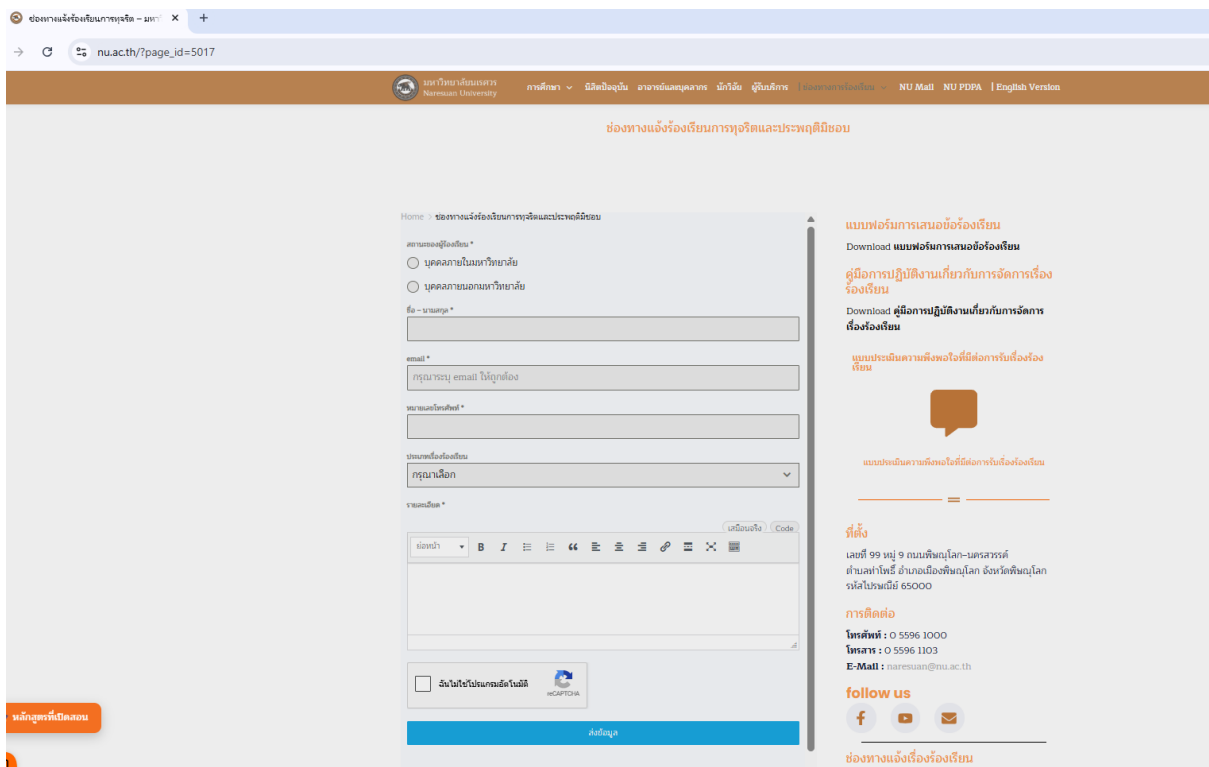 ช่องทางแจ้งร้องเรียนการทุจริต – มหา
nu.ac.th/?page_id=5017
มหาวิทยาลัยนเรศวร
Naresuan University
การศึกษา นิสิตปัจจุบัน อาจารย์และบุคลากร นักวิจัย ผู้รับบริการ | ช่องทางการร้องเรียน NU Mail NU PDPA | English Version
ช่องทางแจ้งร้องเรียนการทุจริตและประพฤติมิชอบ
Home > ช่องทางแจ้งร้องเรียนการทุจริตและประพฤติมิชอบ
สถานะของผู้ร้องเรียน *
บุคคลภายในมหาวิทยาลัย
บุคคลภายนอกมหาวิทยาลัย
ชื่อ – นามสกุล *
email *
กรุณาระบุ email ให้ถูกต้อง
หมายเลขโทรศัพท์ *
ประเภทเรื่องร้องเรียน
กรุณาเลือก
รายละเอียด *
เสมือนจริง Code
ย่อหน้า B I
ฉันไม่ใช่โปรแกรมอัตโนมัติ
reCAPTCHA
ส่งข้อมูล
หลักสูตรที่เปิดสอน
แบบฟอร์มการเสนอข้อร้องเรียน
Download แบบฟอร์มการเสนอข้อร้องเรียน
คู่มือการปฏิบัติงานเกี่ยวกับการจัดการเรื่อง
ร้องเรียน
Download คู่มือการปฏิบัติงานเกี่ยวกับการจัดการ
เรื่องร้องเรียน
แบบประเมินความพึงพอใจที่มีต่อการรับเรื่องร้อง
เรียน
แบบประเมินความพึงพอใจที่มีต่อการรับเรื่องร้องเรียน
ที่ตั้ง
เลขที่ 99 หมู่ 9 ถนนพิษณุโลก-นครสวรรค์
ตำบลท่าโพธิ์ อำเภอเมืองพิษณุโลก จังหวัดพิษณุโลก
รหัสไปรษณีย์ 65000
การติดต่อ
โทรศัพท์ : 0 5596 1000
โทรสาร : 0 5596 1103
E-Mail : naresuan@nu.ac.th
follow us
ช่องทางแจ้งเรื่องร้องเรียน